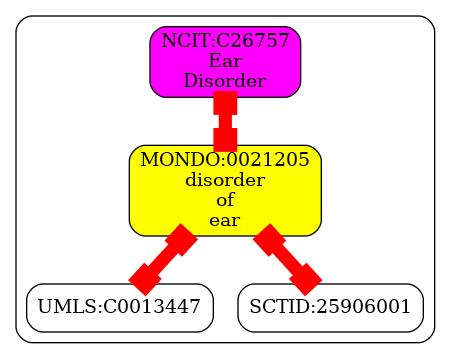 NCIT:C26757
Ear
Disorder
MONDO:0021205
disorder
of
ear
UMLS:C0013447
SCTID:25906001